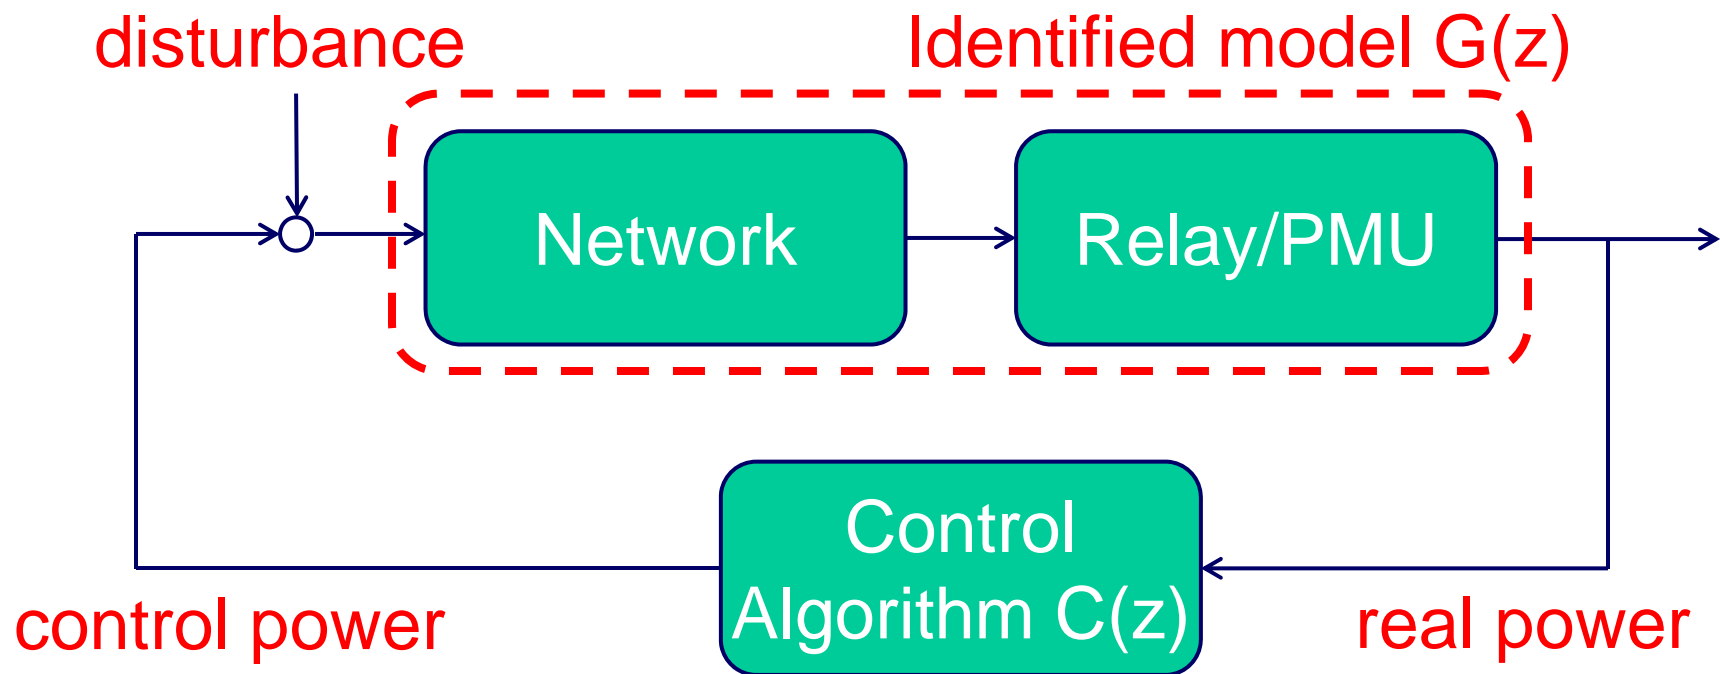 disturbance
Identified model G(z)
Network
Relay/PMU
Control
Algorithm C(z)
control power
real power